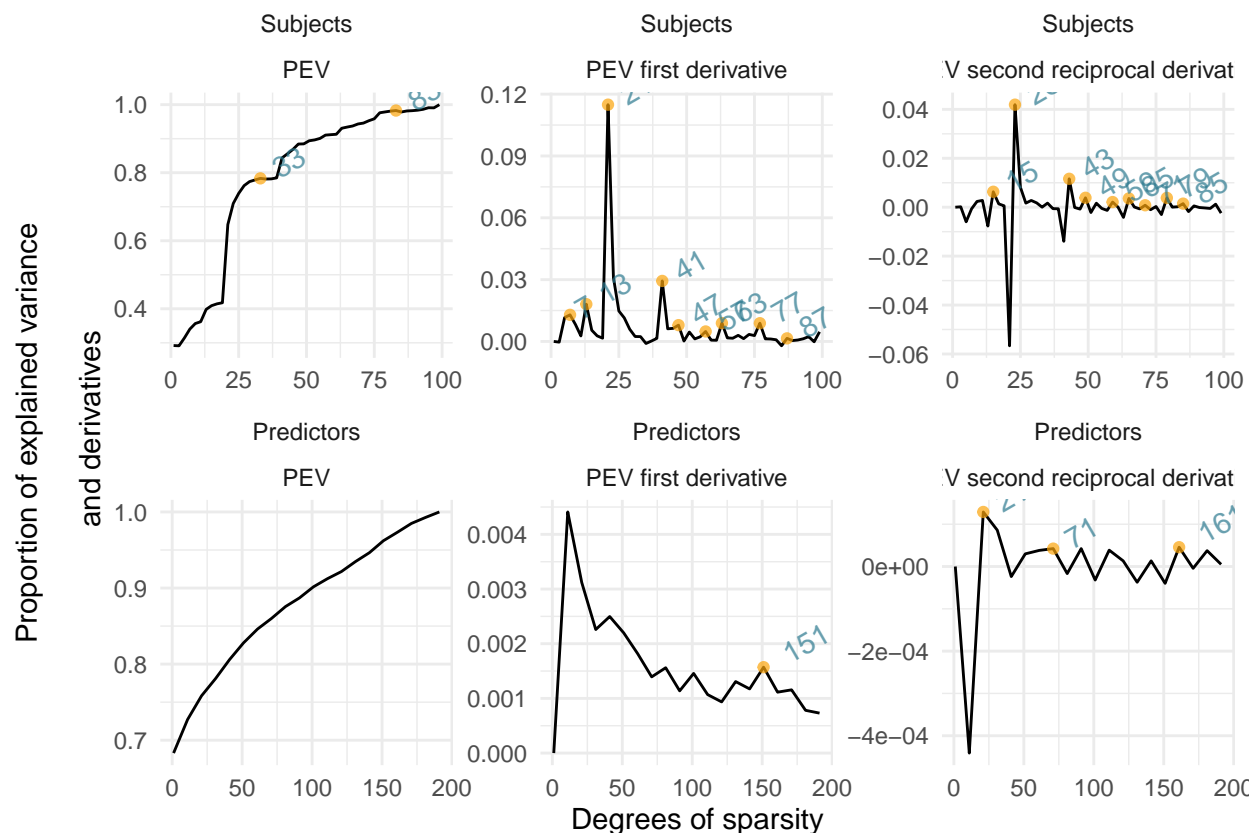 Subjects
Subjects
Subjects
PEV
PEV first derivative
V second reciprocal derivat
1.0
0.8
0.6
0.4
33
0 25 50 75 100
0.12
0.09
0.06
0.03
0.00
13
41
47
63
77
87
0 25 50 75 100
0.04
0.02
0.00
−0.02
−0.04
−0.06
15
43
49
59
85
0 25 50 75 100
Proportion of explained variance
and derivatives
Predictors
Predictors
Predictors
PEV
PEV first derivative
V second reciprocal derivat
1.0
0.9
0.8
0.7
0 50 100 150 200
0.004
0.003
0.002
0.001
0.000
151
0 50 100 150 200
0e+00
−2e−04
−4e−04
71
161
0 50 100 150 200
Degrees of sparsity